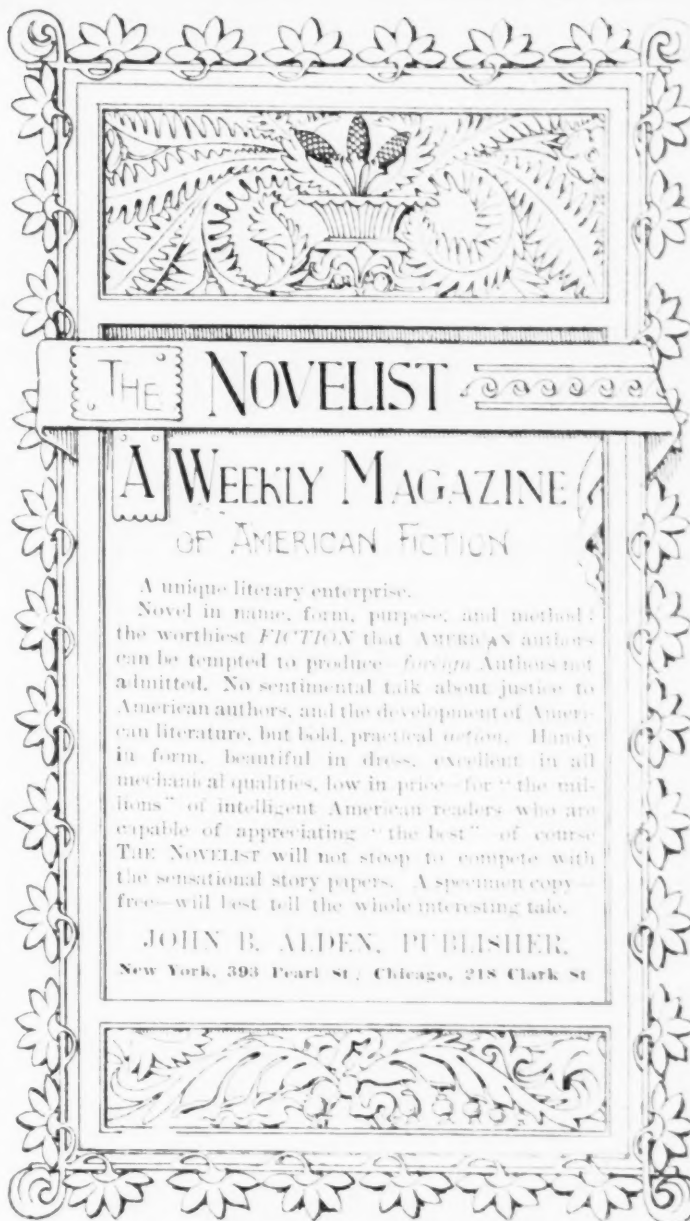 THE NOVELIST
A WEEKLY MAGAZINE
OF AMERICAN FICTION
A unique literary enterprise.
Novel in name, form, purpose, and method:
the worthiest FICTION that AMERICAN authors
can be tempted to produce—foreign Authors not
admitted. No sentimental talk about justice to
American authors, and the development of Ameri-
can literature, but bold, practical action. Handy
in form, beautiful in dress, excellent in all
mechanical qualities, low in price—for "the mil-
lions" of intelligent American readers who are
capable of appreciating "the best" of course
THE NOVELIST will not stoop to compete with
the sensational story papers. A specimen copy—
free—will best tell the whole interesting tale.
JOHN B. ALDEN, PUBLISHER,
New York, 393 Pearl St.; Chicago, 218 Clark St